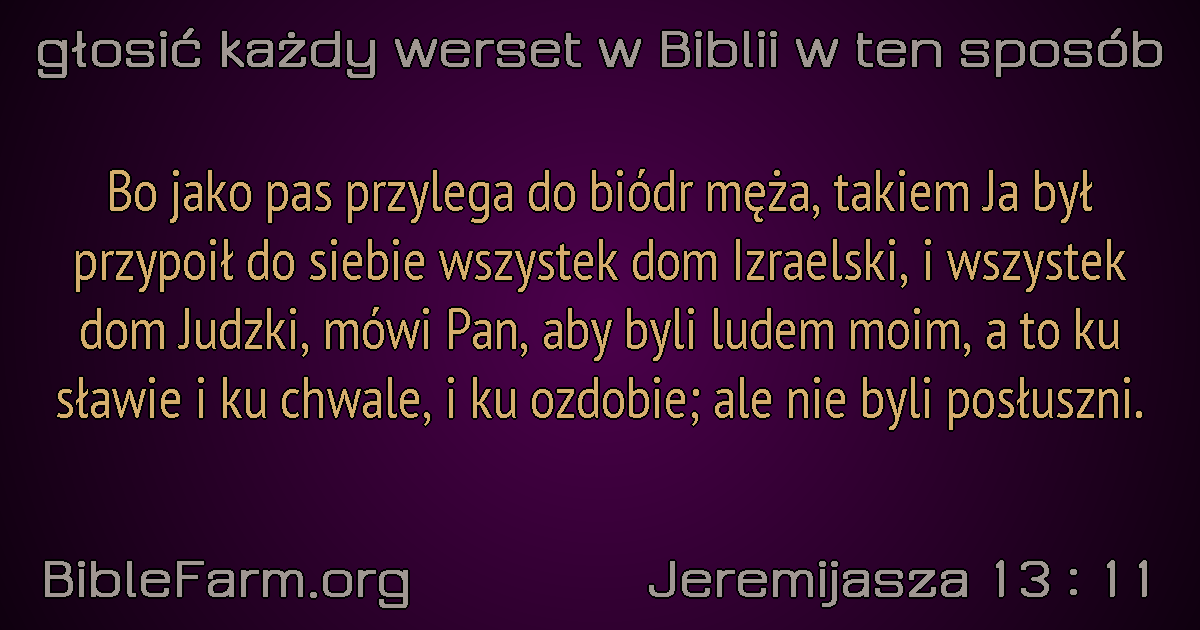 głosić każdy werset w Biblii w ten sposób
Bo jako pas przylega do biódr męża, takiem Ja był
przypoił do siebie wszystek dom Izraelski, i wszystek
dom Judzki, mówi Pan, aby byli ludem moim, a to ku
sławie i ku chwale, i ku ozdobie; ale nie byli posłuszni.
BibleFarm.org
Jeremijasza 13 : 11